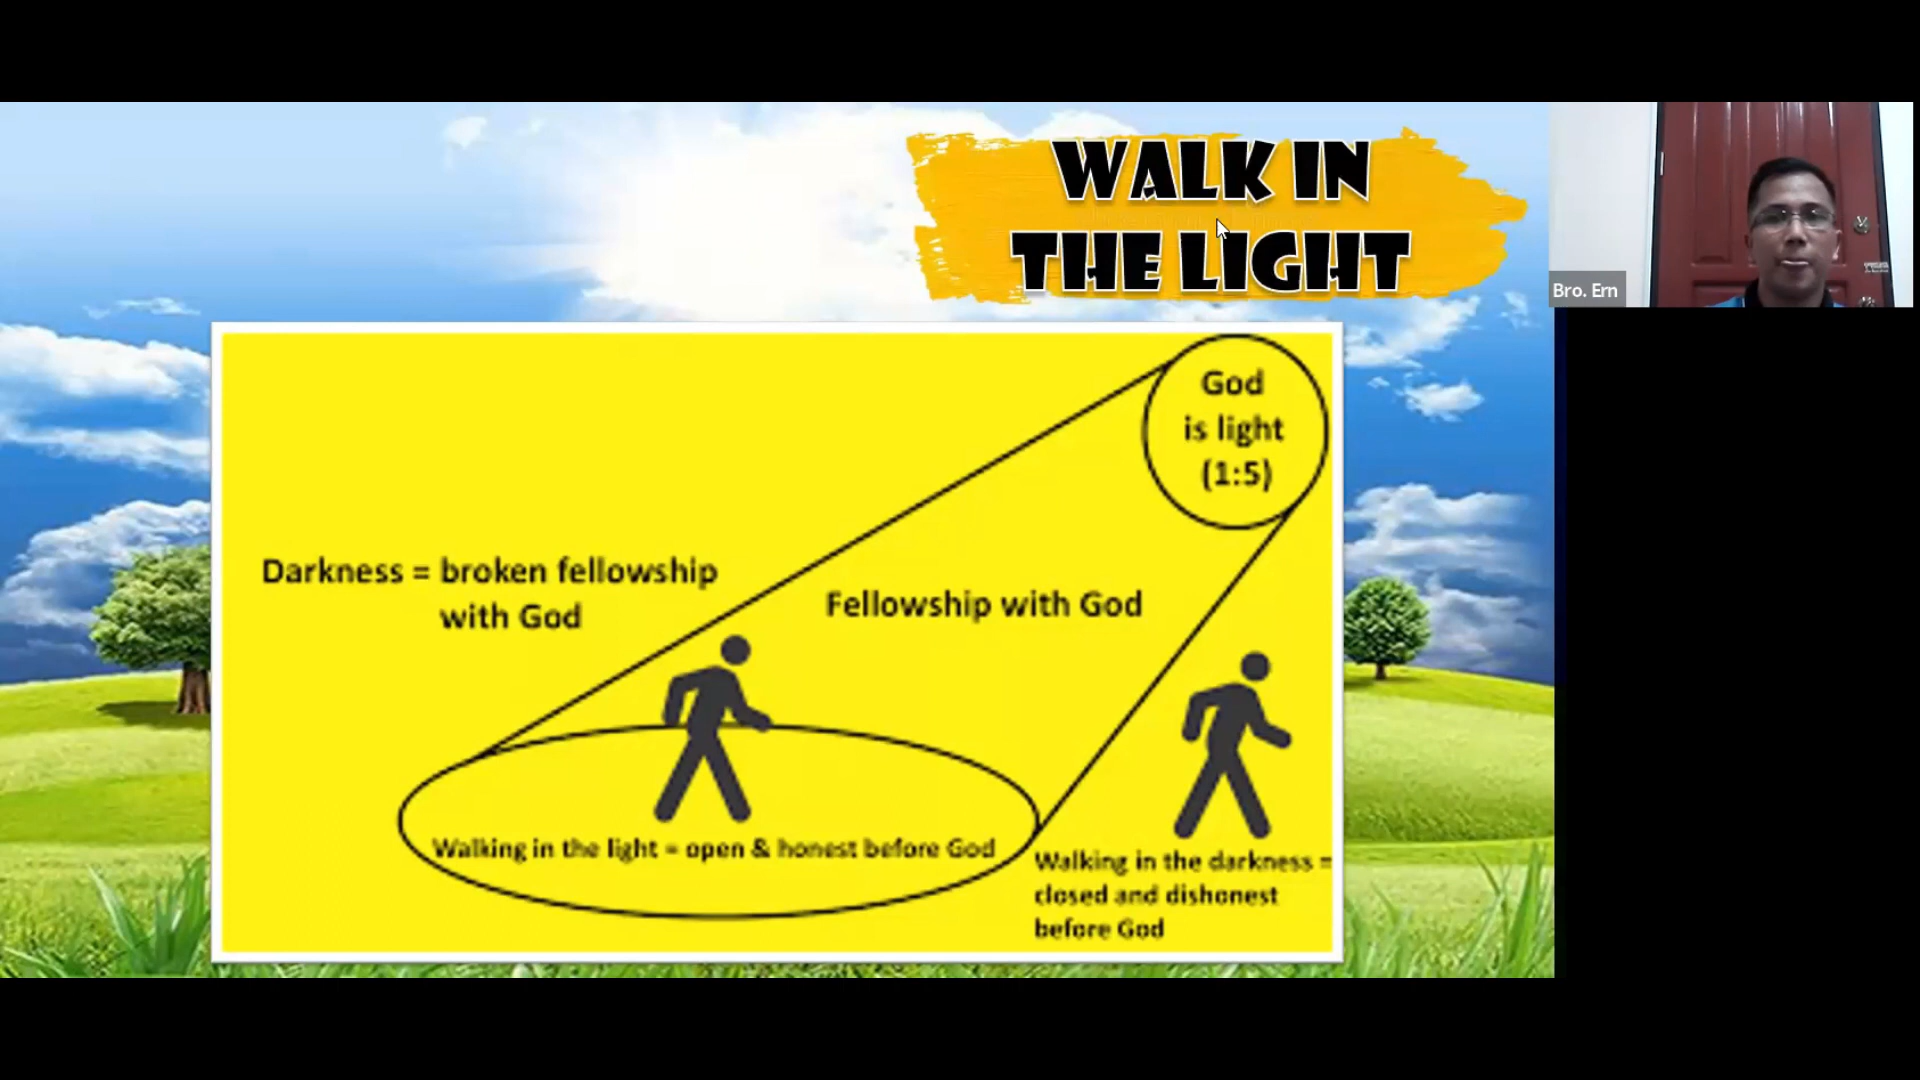 WALK IN
THE LIGHT
Bro. Ern
God
is light
(1:5)
Darkness = broken fellowship
with God
Fellowship with God
Walking in the light = open & honest before God
Walking in the darkness =
closed and dishonest
before God